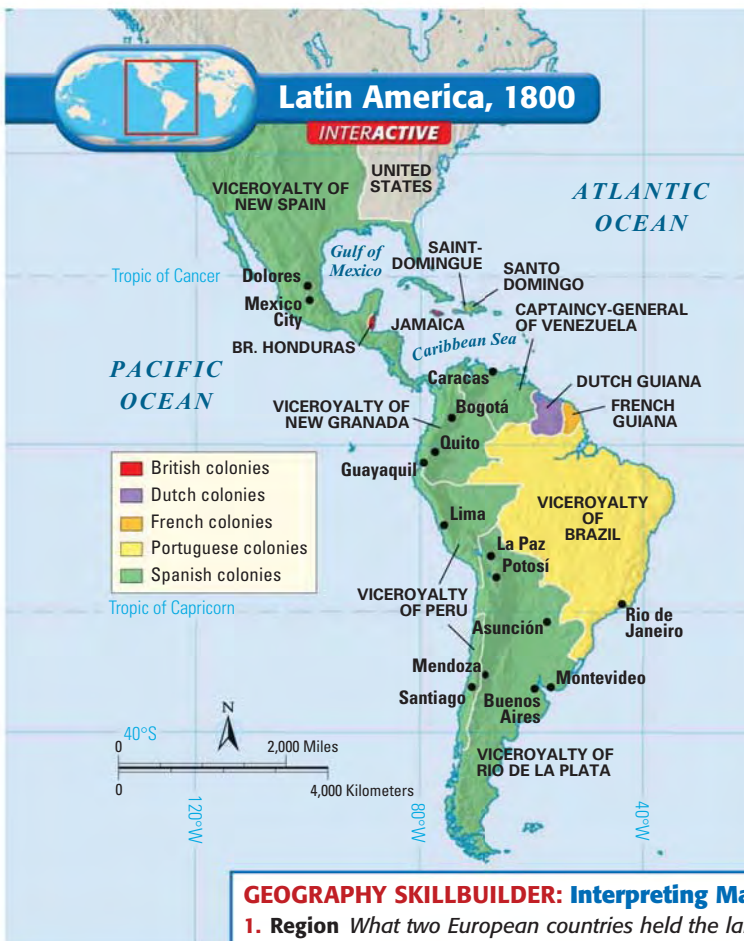 Latin America, 1800
INTERACTIVE
VICEROYALTY OF
NEW SPAIN
UNITED
STATES
ATLANTIC
OCEAN
Gulf of
Mexico
SAINT-
DOMINGUE
SANTO
DOMINGO
Tropic of Cancer
Dolores
Mexico
City
JAMAICA
CAPTAINCY-GENERAL
OF VENEZUELA
BR. HONDURAS
Caribbean Sea
PACIFIC
OCEAN
Caracas
DUTCH GUIANA
FRENCH
GUIANA
VICEROYALTY OF
NEW GRANADA
Bogotá
Quito
Guayaquil
British colonies
Dutch colonies
French colonies
Portuguese colonies
Spanish colonies
VICEROYALTY
OF
BRAZIL
Lima
La Paz
Potosí
VICEROYALTY
OF PERU
Tropic of Capricorn
Asunción
Rio de
Janeiro
Mendoza
Santiago
Buenos
Aires
Montevideo
N
40°S
0
2,000 Miles
0
4,000 Kilometers
VICEROYALTY OF
RIO DE LA PLATA
120°W
80°W
40°W
GEOGRAPHY SKILLBUILDER: Interpreting Ma
1. Region What two European countries held the la